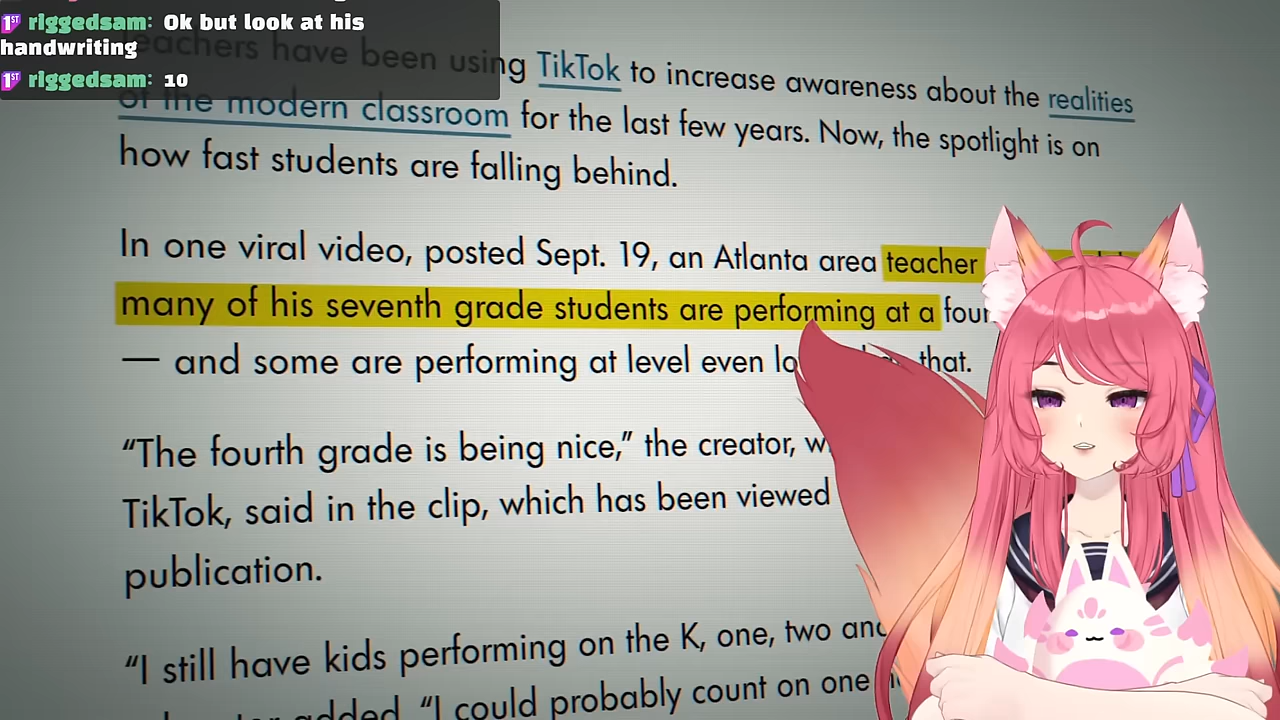 riggedsam: Ok but look at his
handwriting
riggedsam: 10
Teachers have been using TikTok to increase awareness about the realities
of the modern classroom for the last few years. Now, the spotlight is on
how fast students are falling behind.
In one viral video, posted Sept. 19, an Atlanta area teacher
many of his seventh grade students are performing at a
— and some are performing at level even that.
“The fourth grade is being nice,” the creator,
TikTok, said in the clip, which has been viewed
publication.
“I still have kids performing on the K, one, two
added. “I could probably count on one